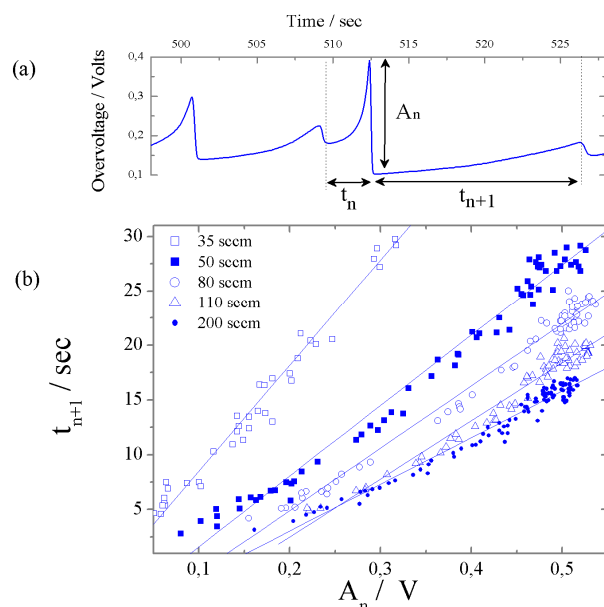 Time / sec
500 505 510 515 520 525
(a)
Overvoltage / Volts
0,4
0,3
0,2
0,1
An
tn
tn+1
(b)
tn+1 / sec
30
25
20
15
10
5
35 sccm
50 sccm
80 sccm
110 sccm
200 sccm
0,1 0,2 0,3 0,4 0,5
An / V